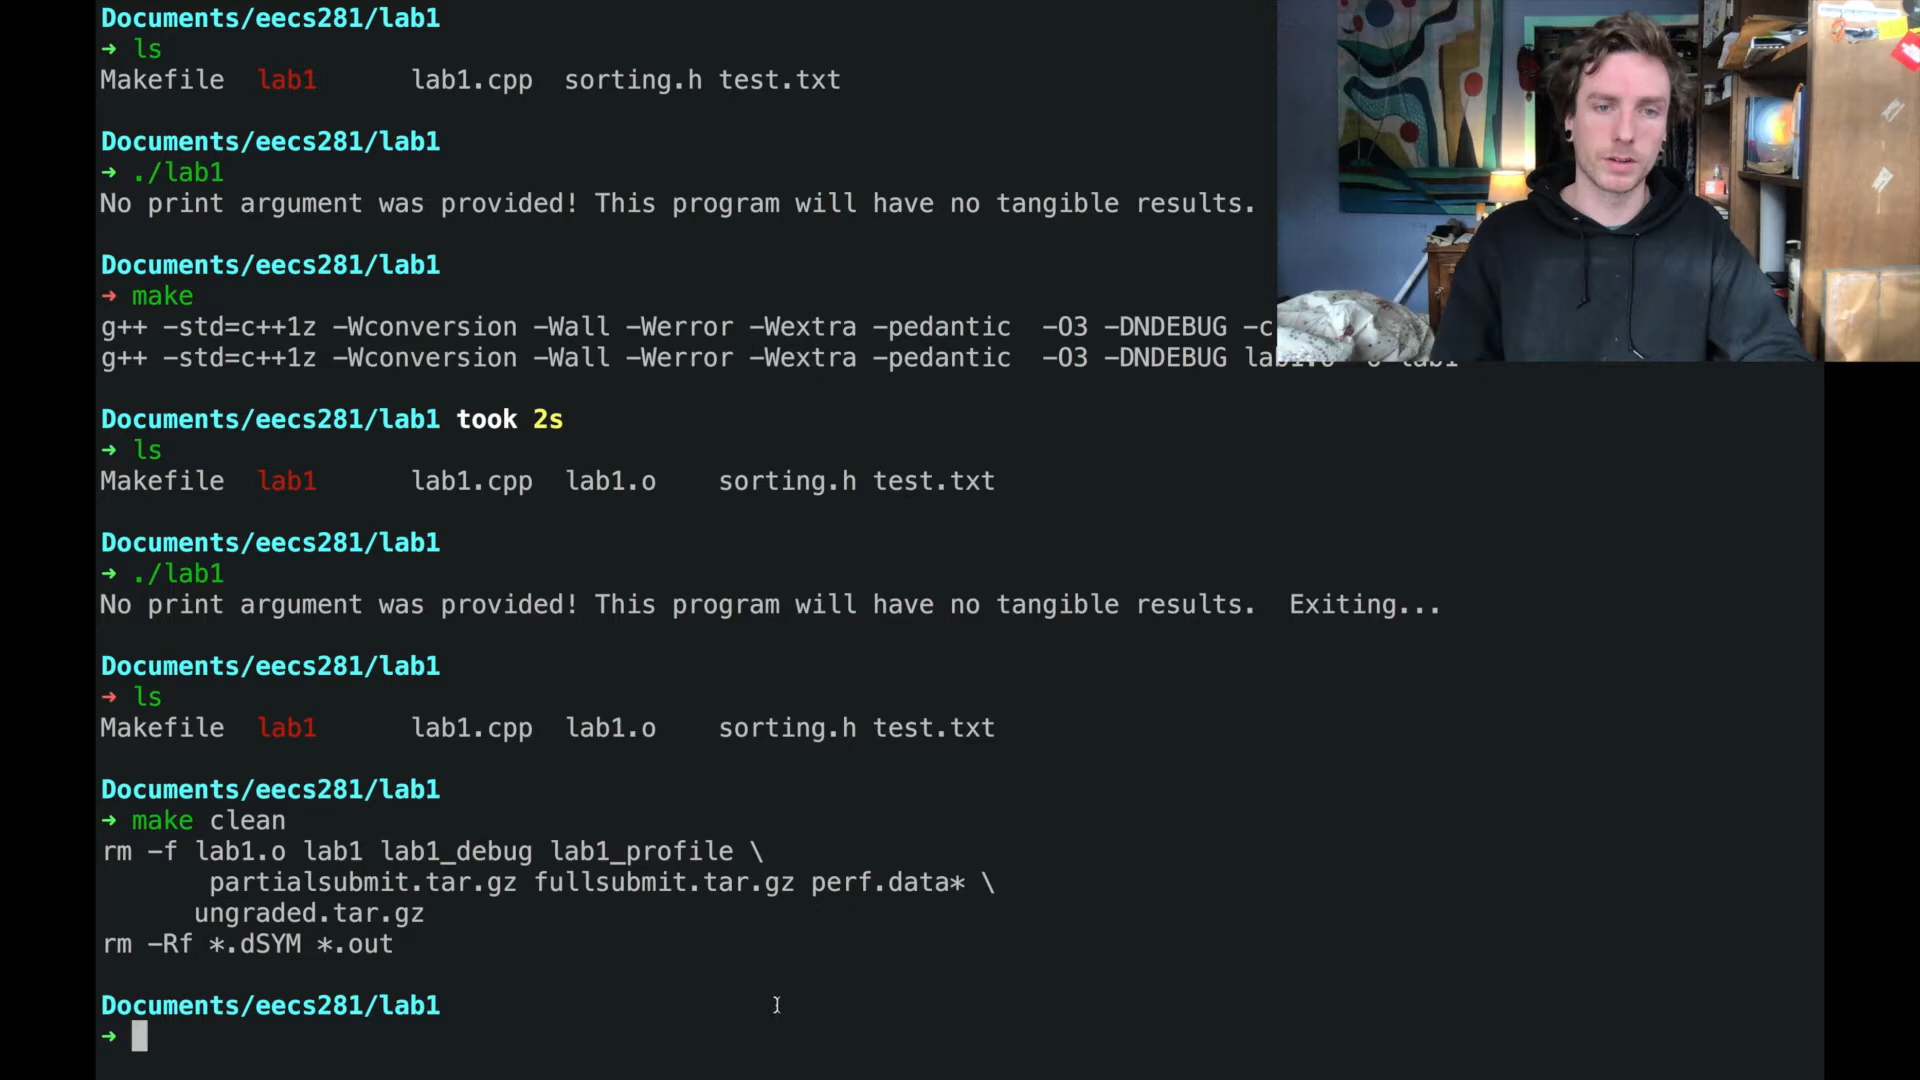 Documents/eecs281/lab1
→ ls
Makefile lab1 lab1.cpp sorting.h test.txt
Documents/eecs281/lab1
→ ./lab1
No print argument was provided! This program will have no tangible results.
Documents/eecs281/lab1
→ make
g++ -std=c++1z -Wconversion -Wall -Werror -Wextra -pedantic -O3 -DNDEBUG -c
g++ -std=c++1z -Wconversion -Wall -Werror -Wextra -pedantic -O3 -DNDEBUG lab1.o -o lab1
Documents/eecs281/lab1 took 2s
→ ls
Makefile lab1 lab1.cpp lab1.o sorting.h test.txt
Documents/eecs281/lab1
→ ./lab1
No print argument was provided! This program will have no tangible results. Exiting...
Documents/eecs281/lab1
→ ls
Makefile lab1 lab1.cpp lab1.o sorting.h test.txt
Documents/eecs281/lab1
→ make clean
rm -f lab1.o lab1 lab1_debug lab1_profile \
partialsubmit.tar.gz fullsubmit.tar.gz perf.data* \
ungraded.tar.gz
rm -Rf *.dSYM *.out
Documents/eecs281/lab1
→